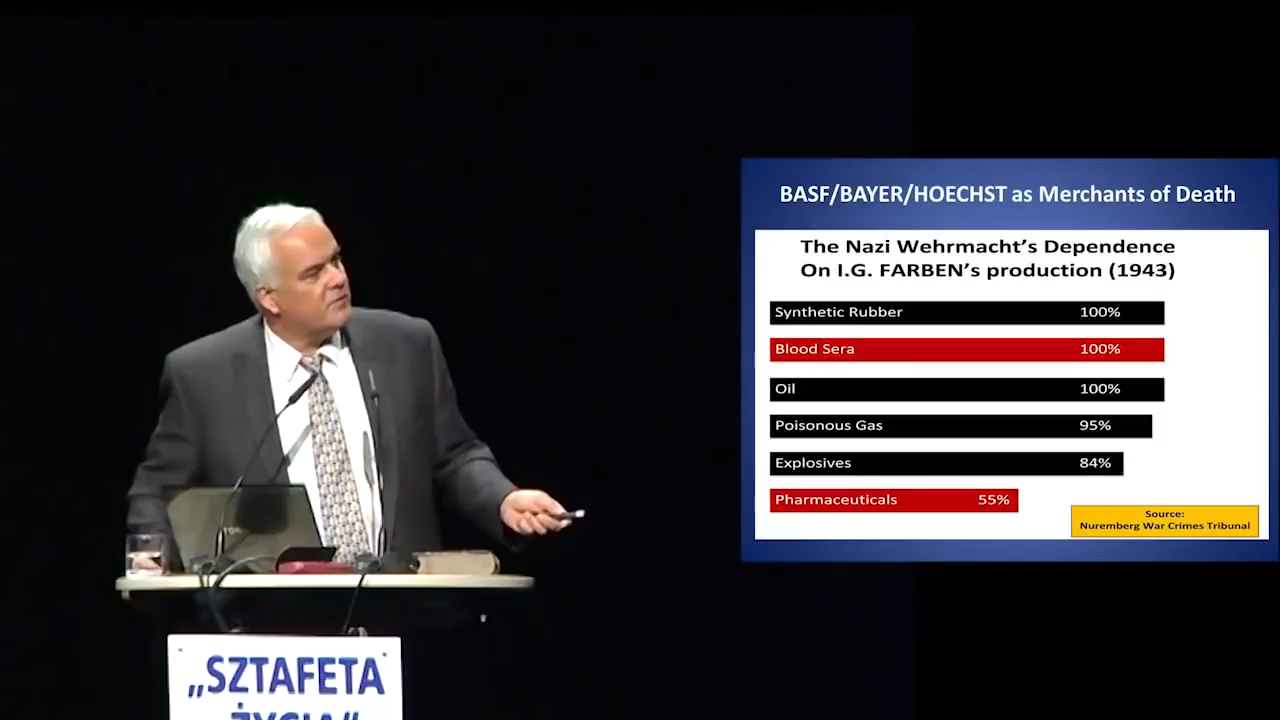 BASF/BAYER/HOECHST as Merchants of Death
The Nazi Wehrmacht's Dependence
On I.G. FARBEN's production (1943)
Synthetic Rubber 100%
Blood Sera 100%
Oil 100%
Poisonous Gas 95%
Explosives 84%
Pharmaceuticals 55%
Source:
Nuremberg War Crimes Tribunal
„SZTAFETA
ŻYCIA"